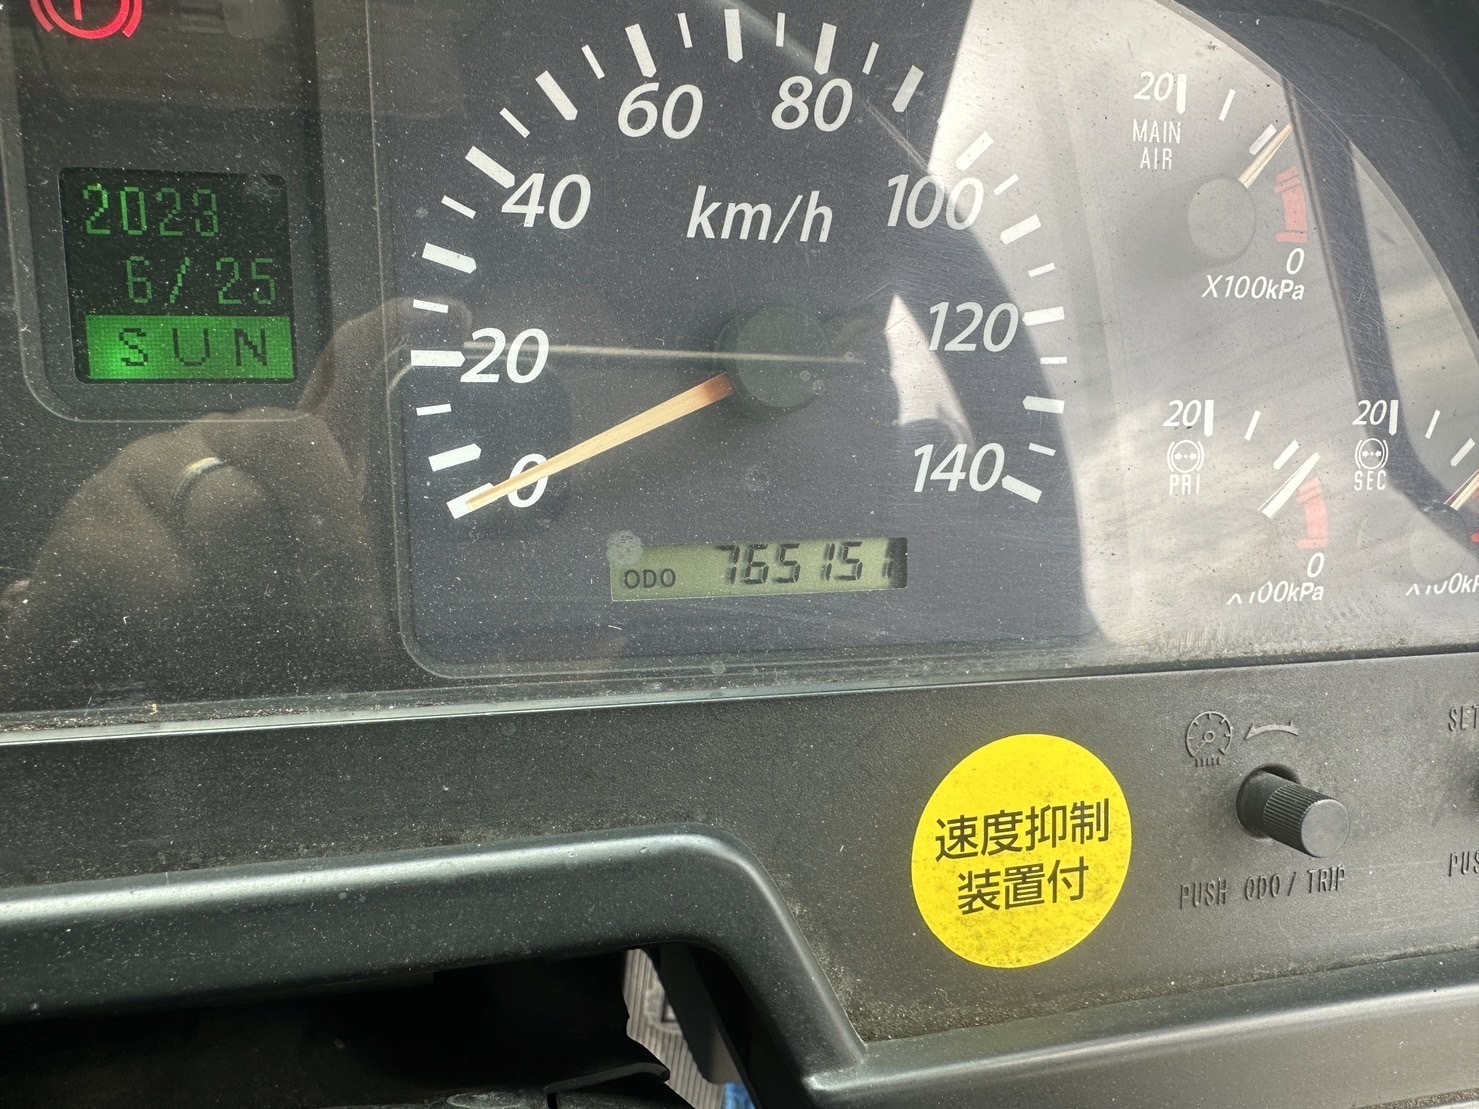 2023
6/25
SUN
0
20
40
60
80
100
120
140
km/h
ODO 765151
20
MAIN
AIR
0
X100kPa
20
PRI
0
X100kPa
20
SEC
速度抑制
装置付
PUSH ODO / TRIP